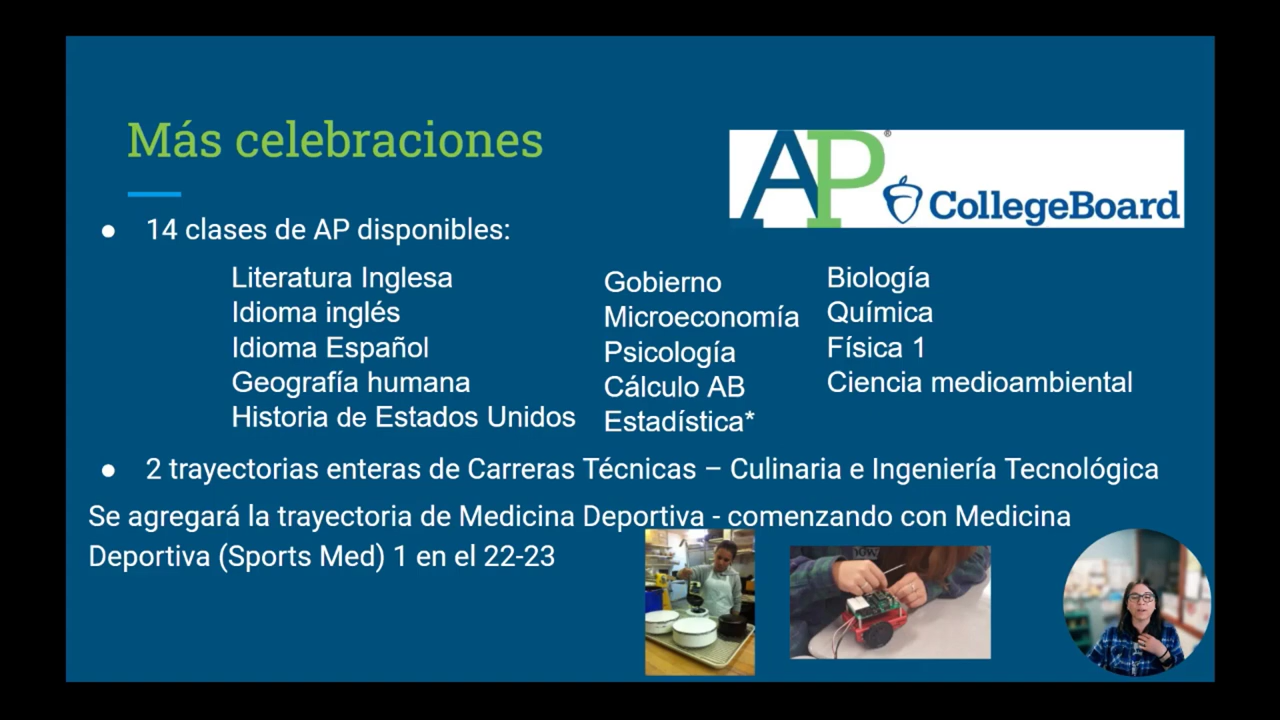 Más celebraciones
AP® CollegeBoard
● 14 clases de AP disponibles:
Literatura Inglesa
Idioma inglés
Idioma Español
Geografía humana
Historia de Estados Unidos
Gobierno
Microeconomía
Psicología
Cálculo AB
Estadística*
Biología
Química
Física 1
Ciencia medioambiental
● 2 trayectorias enteras de Carreras Técnicas – Culinaria e Ingeniería Tecnológica
Se agregará la trayectoria de Medicina Deportiva - comenzando con Medicina
Deportiva (Sports Med) 1 en el 22-23